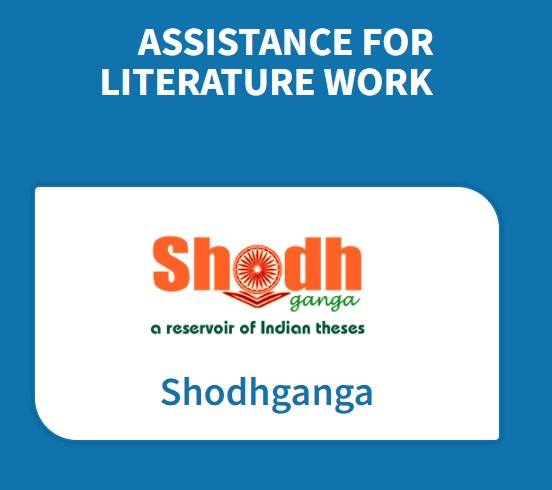 ASSISTANCE FOR
LITERATURE WORK
Shodh
ganga
a reservoir of Indian theses
Shodhganga